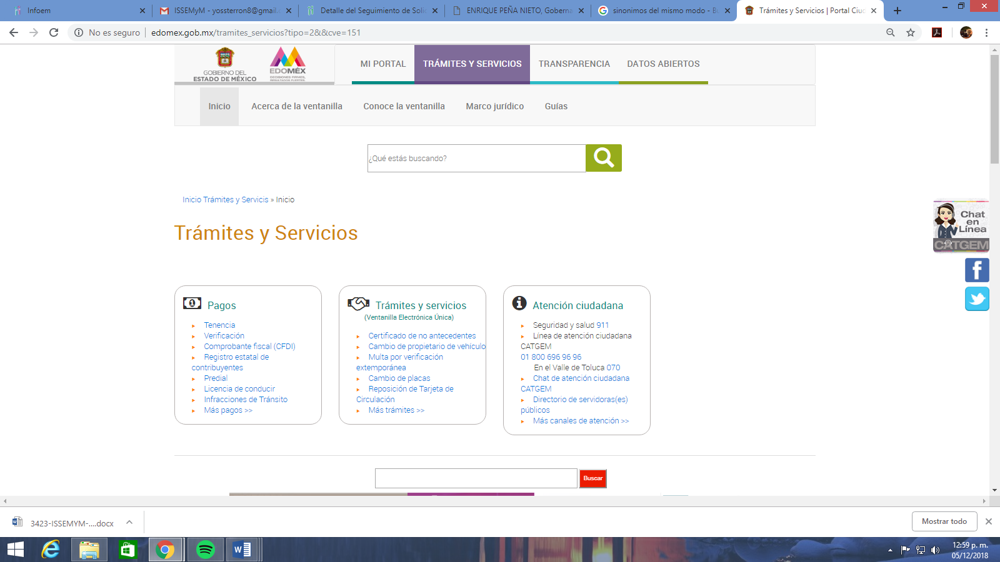 Infoem
ISSEMyM - yossterron8@gmail.c
Detalle del Seguimiento de Solic
ENRIQUE PEÑA NIETO, Goberna
sinonimos del mismo modo - B
Trámites y Servicios | Portal Ciud
No es seguro
edomex.gob.mx/tramites_servicios?tipo=2&&cve=151
GOBIERNO DEL
ESTADO DE MÉXICO
EDOMÉX
DECISIONES FIRMES, RESULTADOS FUERTES.
MI PORTAL
TRÁMITES Y SERVICIOS
TRANSPARENCIA
DATOS ABIERTOS
Inicio
Acerca de la ventanilla
Conoce la ventanilla
Marco jurídico
Guías
¿Qué estás buscando?
Inicio Trámites y Servicis » Inicio
Trámites y Servicios
Chat
en
Línea
CATGEM
Pagos
Tenencia
Verificación
Comprobante fiscal (CFDI)
Registro estatal de
contribuyentes
Predial
Licencia de conducir
Infracciones de Tránsito
Más pagos >>
Trámites y servicios
(Ventanilla Electrónica Única)
Certificado de no antecedentes
Cambio de propietario de vehículo
Multa por verificación
extemporánea
Cambio de placas
Reposición de Tarjeta de
Circulación
Más trámites >>
Atención ciudadana
Seguridad y salud 911
Línea de atención ciudadana
CATGEM
01 800 696 96 96
En el Valle de Toluca 070
Chat de atención ciudadana
CATGEM
Directorio de servidoras(es)
públicos
Más canales de atención >>
Buscar
3423-ISSEMYM-....docx
Mostrar todo
12:59 p. m.
05/12/2018